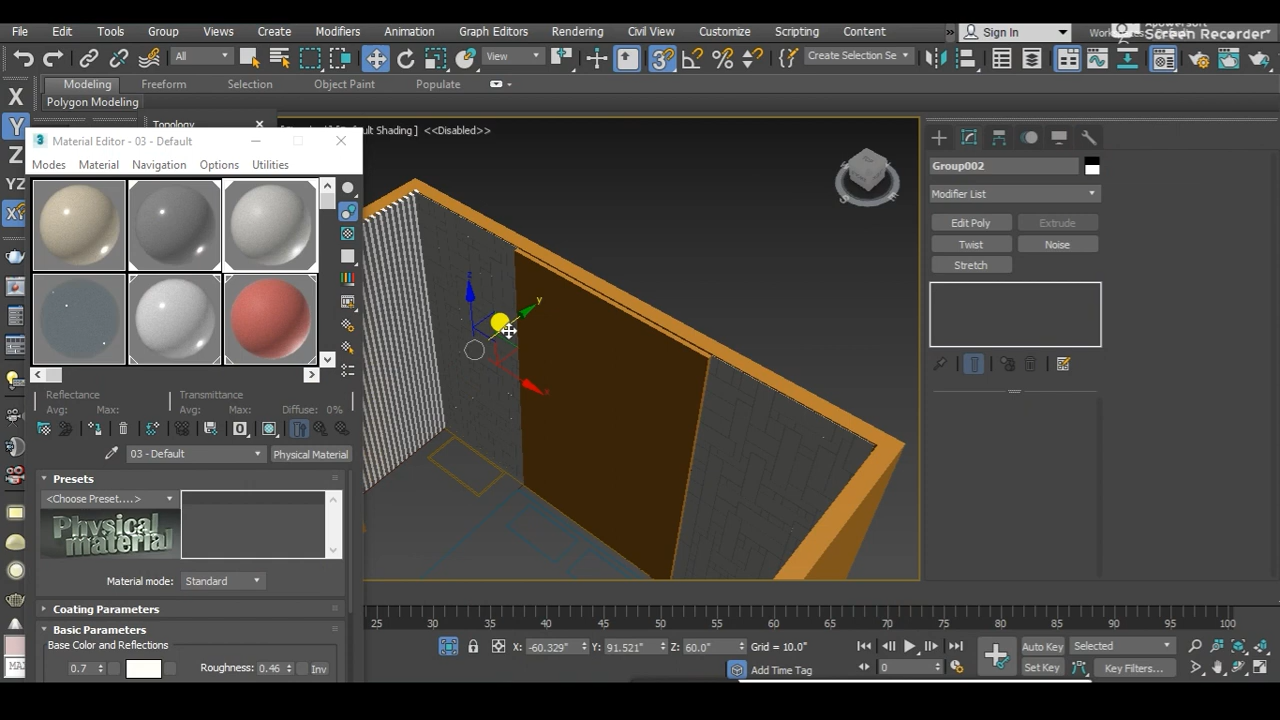 File Edit Tools Group Views Create Modifiers Animation Graph Editors Rendering Civil View Customize Scripting Content Sign In
Screen Recorder
All View Create Selection Se
Modeling Freeform Selection Object Paint Populate
Polygon Modeling
X
Y
Z
YZ
Material Editor - 03 - Default
Modes Material Navigation Options Utilities
Shading ] <<Disabled>>
Reflectance Transmittance
Avg: Max: Avg: Max: Diffuse: 0%
03 - Default Physical Material
Presets
<Choose Preset....>
Physical material
Material mode: Standard
Coating Parameters
Basic Parameters
Base Color and Reflections
0.7 Roughness: 0.46 Inv
z
y
x
Group002
Modifier List
Edit Poly Extrude
Twist Noise
Stretch
25 30 35 40 45 50 55 60 65 70 75 80 85 90 95 100
X: -60.329" Y: 91.521" Z: 60.0" Grid = 10.0" Auto Key Selected
Add Time Tag 0 Set Key Key Filters...